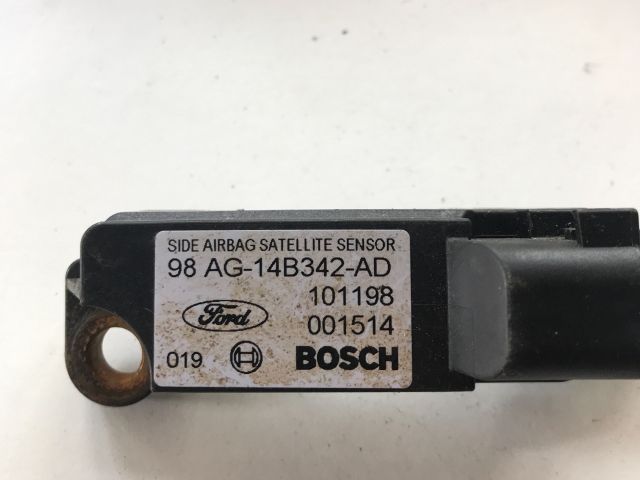 SIDE AIRBAG SATELLITE SENSOR
98 AG-14B342-AD
101198
Ford 001514
019 BOSCH